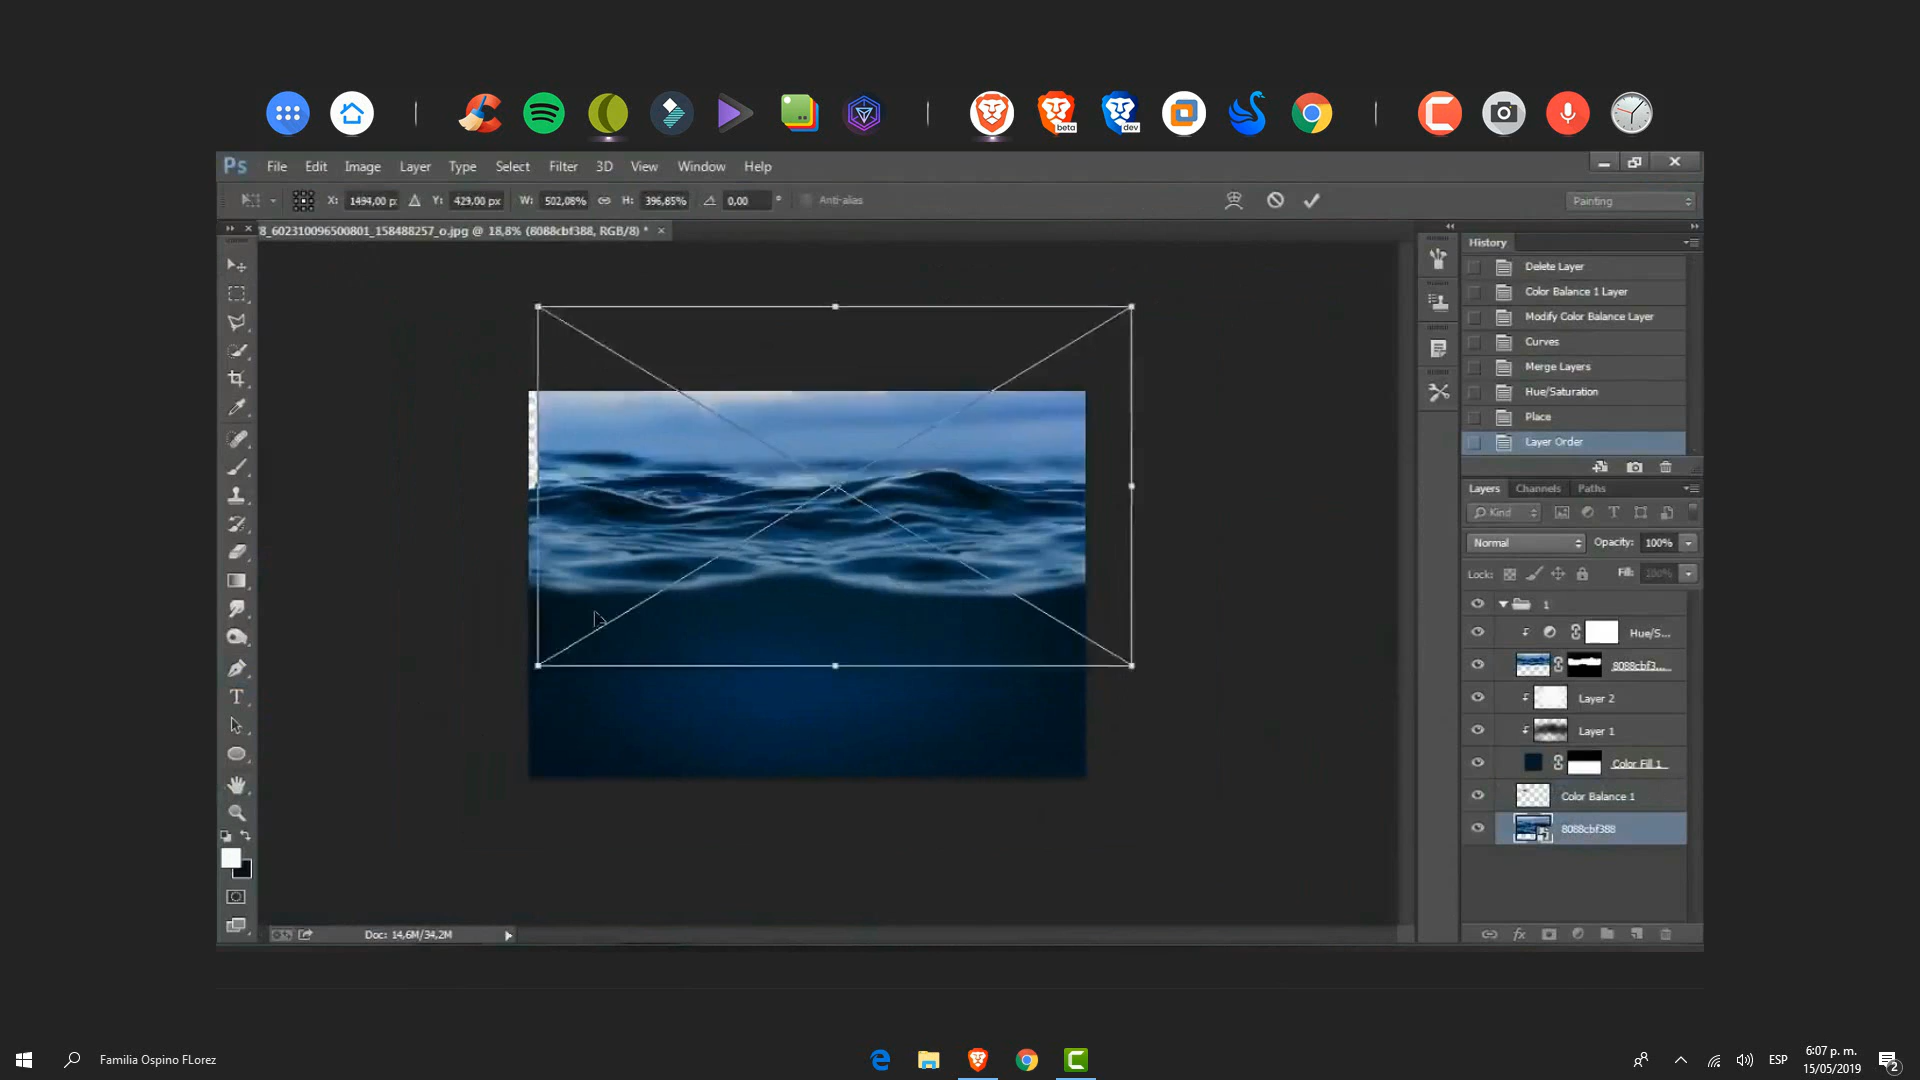 beta
dev
Ps File Edit Image Layer Type Select Filter 3D View Window Help
X: 1494,00 px Y: 429,00 px W: 502,08% H: 396,85% 0,00 ° Anti-alias Painting
8_602310096500801_158488257_o.jpg @ 18,8% (8088cbf388, RGB/8) * ×
History
Delete Layer
Color Balance 1 Layer
Modify Color Balance Layer
Curves
Merge Layers
Hue/Saturation
Place
Layer Order
Layers Channels Paths
Kind
Normal Opacity: 100%
Lock: Fill: 100%
1
Hue/S...
8088cbf3...
Layer 2
Layer 1
Color Fill 1
Color Balance 1
8088cbf388
Doc: 14,6M/34,2M
Familia Ospino FLorez
ESP
6:07 p. m.
15/05/2019
2